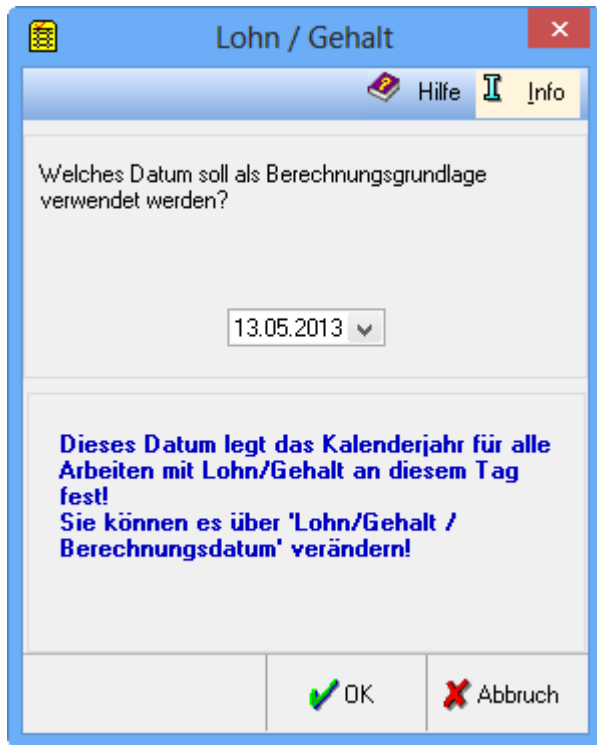 Lohn / Gehalt
Hilfe Info
Welches Datum soll als Berechnungsgrundlage
verwendet werden?
13.05.2013
Dieses Datum legt das Kalenderjahr für alle
Arbeiten mit Lohn/Gehalt an diesem Tag
fest!
Sie können es über 'Lohn/Gehalt /
Berechnungsdatum' verändern!
OK Abbruch